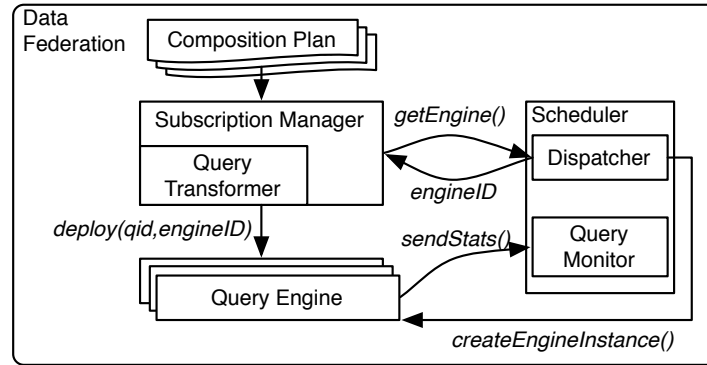 Data
Federation
Composition Plan
Subscription Manager
Query
Transformer
getEngine()
engineID
Scheduler
Dispatcher
Query
Monitor
deploy(qid,engineID)
sendStats()
Query Engine
createEngineInstance()